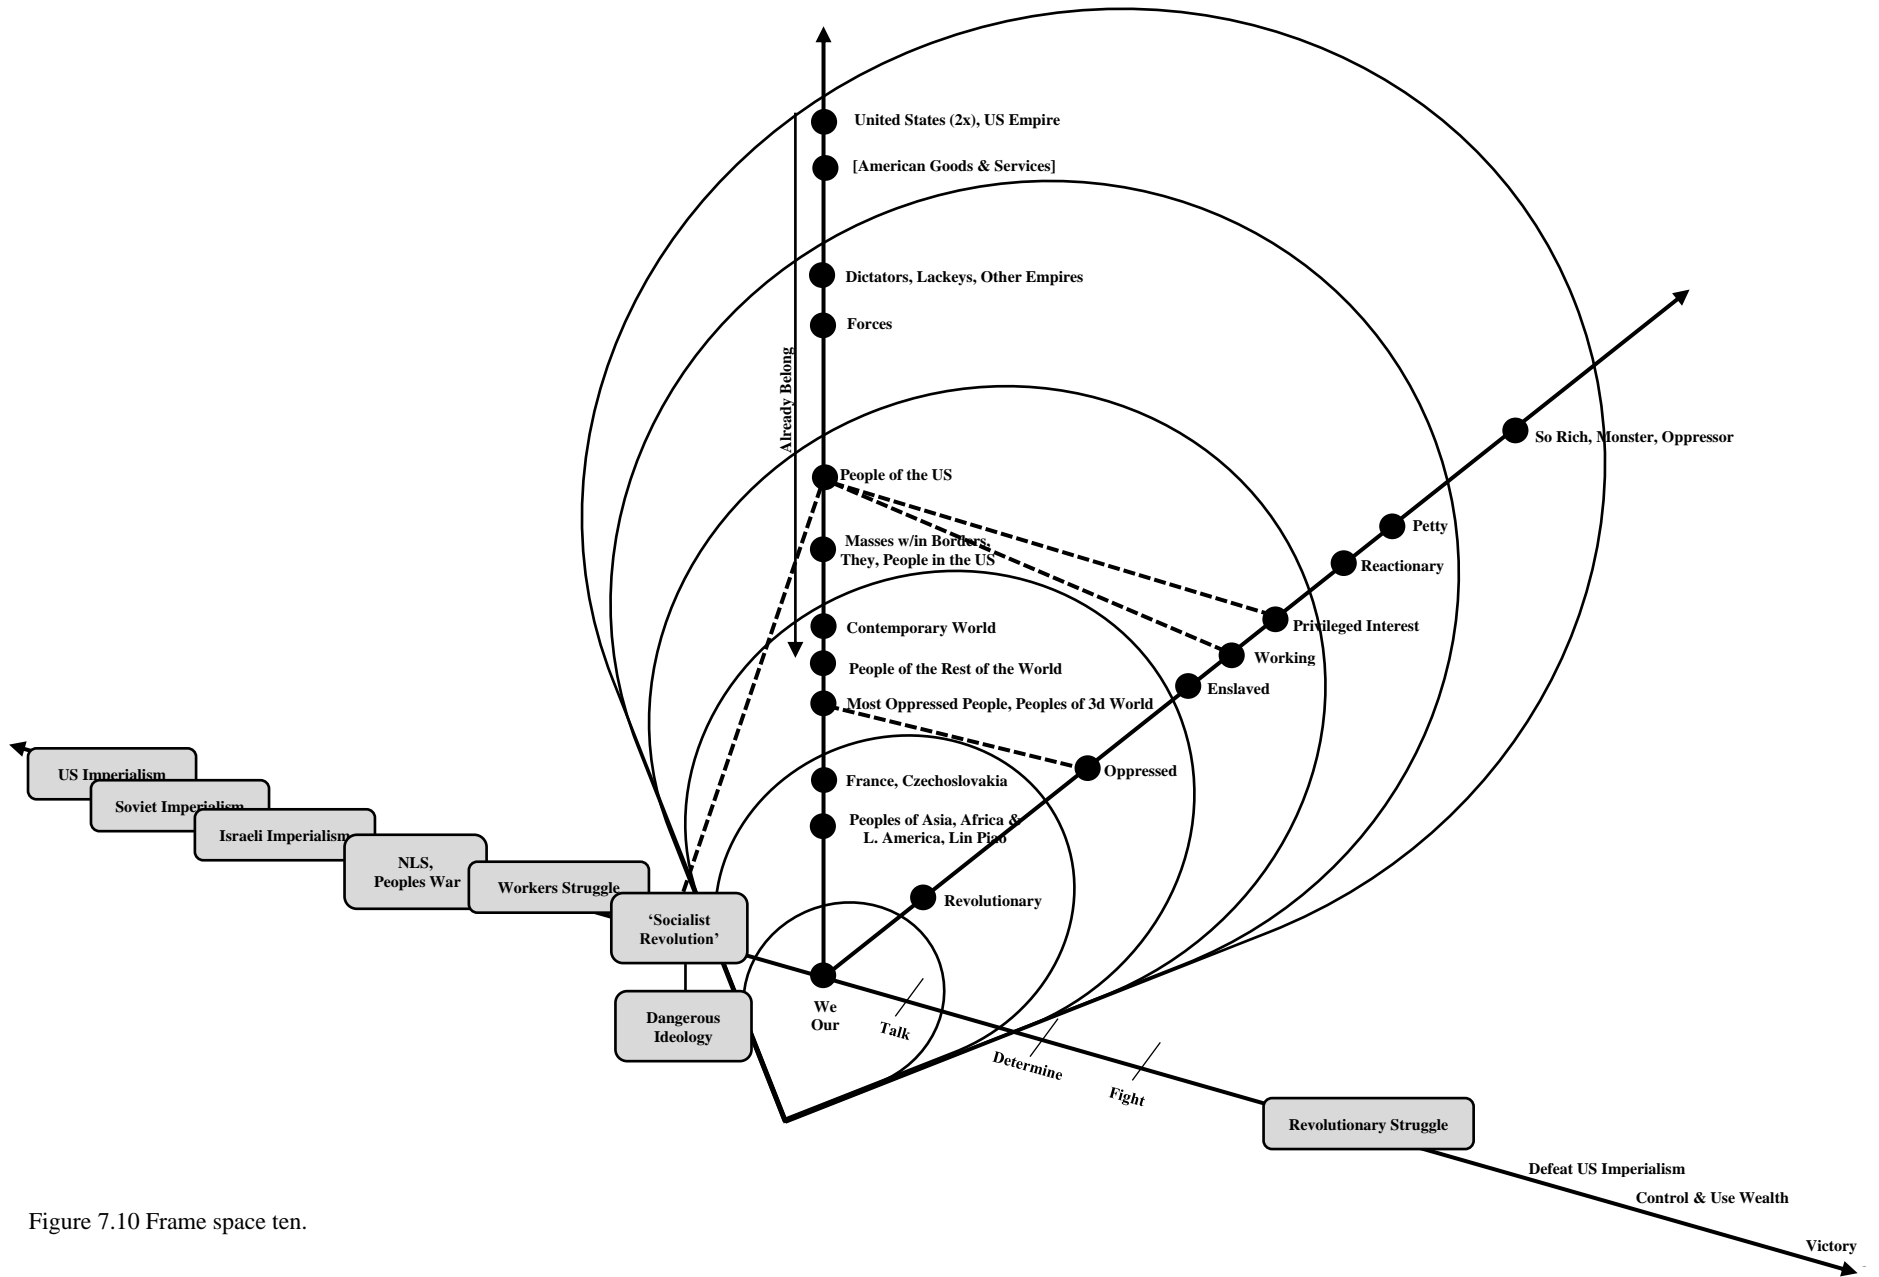 United States (2x), US Empire
[American Goods & Services]
Dictators, Lackeys, Other Empires
Forces
Already Belong
So Rich, Monster, Oppressor
People of the US
Petty
Masses w/in Borders,
They, People in the US
Reactionary
Contemporary World
Privileged Interest
People of the Rest of the World
Working
Most Oppressed People, Peoples of 3d World
Enslaved
US Imperialism
Soviet Imperialism
Israeli Imperialism
NLS,
Peoples War
Workers Struggle
'Socialist
Revolution'
Dangerous
Ideology
France, Czechoslovakia
Oppressed
Peoples of Asia, Africa &
L. America, Lin Piao
Revolutionary
We
Our
Talk
Determine
Fight
Revolutionary Struggle
Defeat US Imperialism
Control & Use Wealth
Victory
Figure 7.10 Frame space ten.